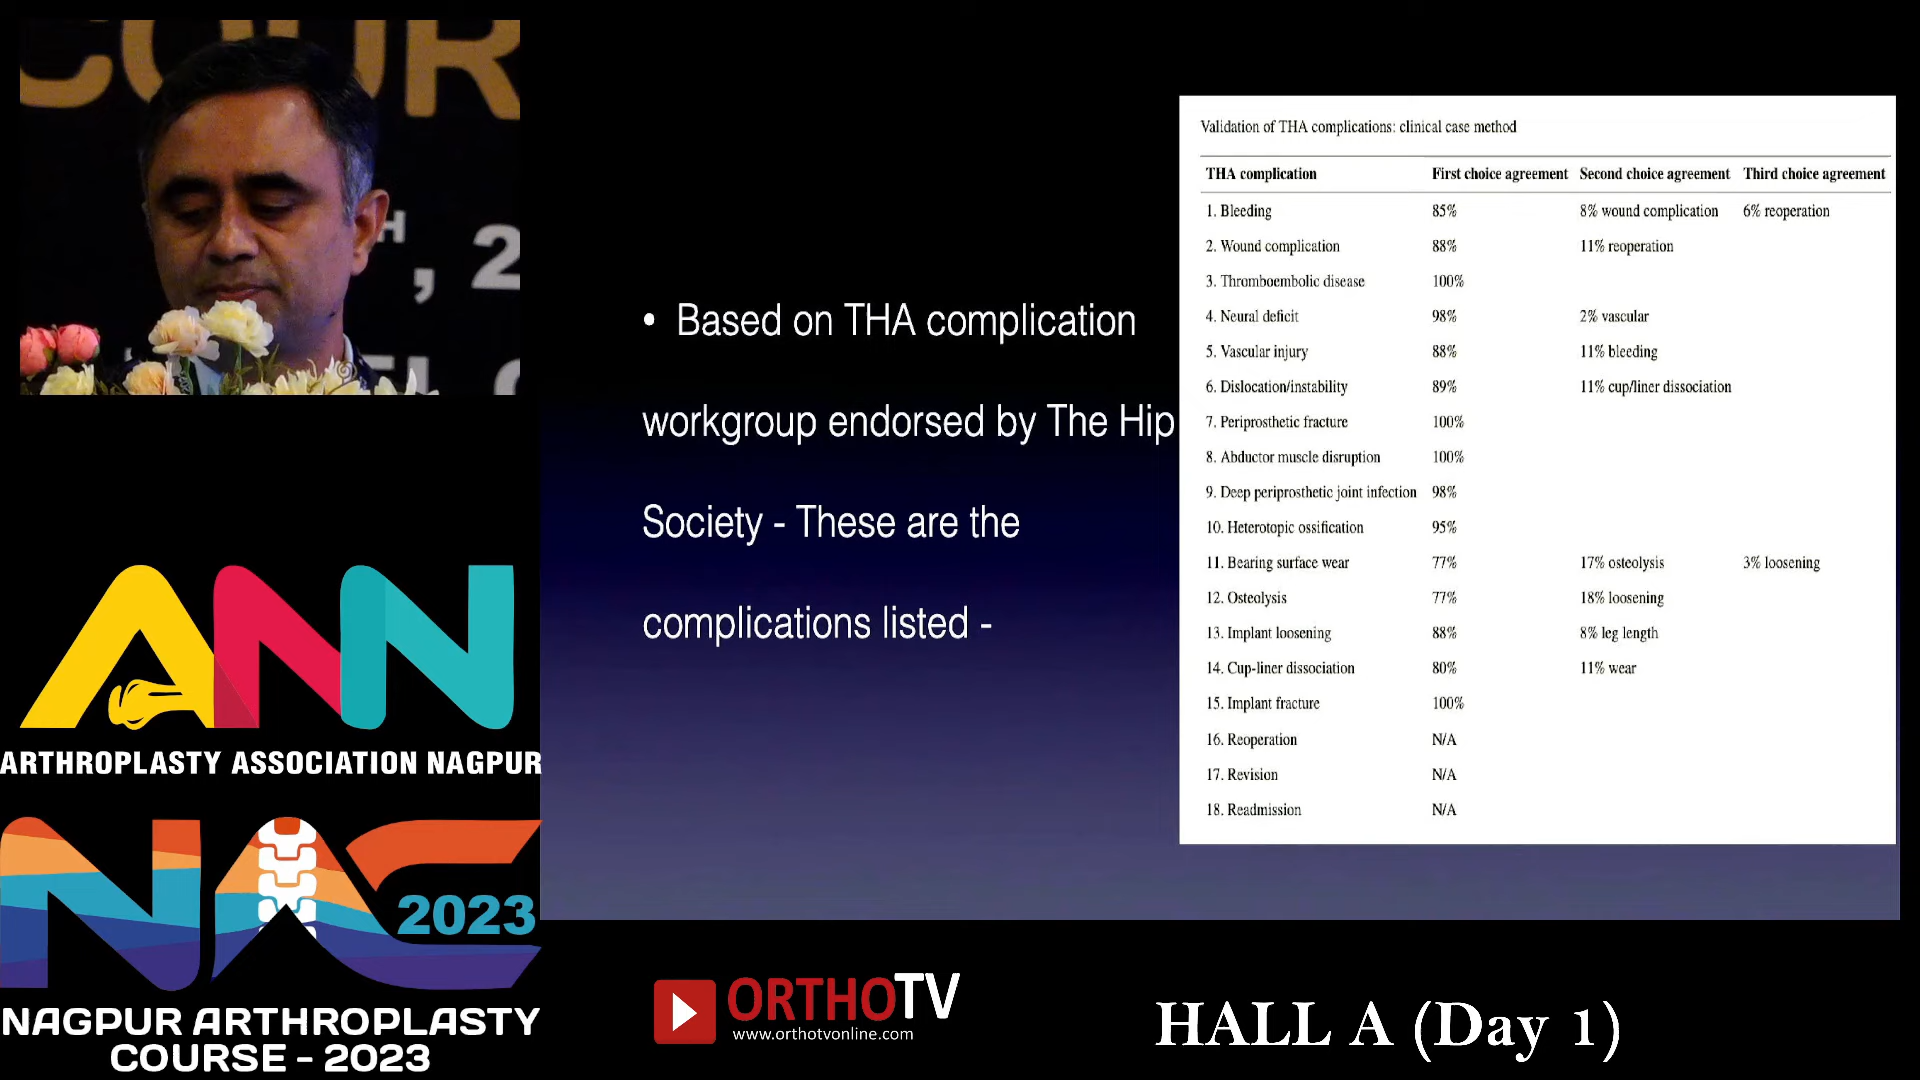 COUR
H
, 2
ANN
ARTHROPLASTY ASSOCIATION NAGPUR
NAC
2023
NAGPUR ARTHROPLASTY
COURSE - 2023
• Based on THA complication
workgroup endorsed by The Hip
Society - These are the
complications listed -
Validation of THA complications: clinical case method
THA complication First choice agreement Second choice agreement Third choice agreement
1. Bleeding 85% 8% wound complication 6% reoperation
2. Wound complication 88% 11% reoperation
3. Thromboembolic disease 100%
4. Neural deficit 98% 2% vascular
5. Vascular injury 88% 11% bleeding
6. Dislocation/instability 89% 11% cup/liner dissociation
7. Periprosthetic fracture 100%
8. Abductor muscle disruption 100%
9. Deep periprosthetic joint infection 98%
10. Heterotopic ossification 95%
11. Bearing surface wear 77% 17% osteolysis 3% loosening
12. Osteolysis 77% 18% loosening
13. Implant loosening 88% 8% leg length
14. Cup-liner dissociation 80% 11% wear
15. Implant fracture 100%
16. Reoperation N/A
17. Revision N/A
18. Readmission N/A
ORTHOTV
www.orthotvonline.com
HALL A (Day 1)